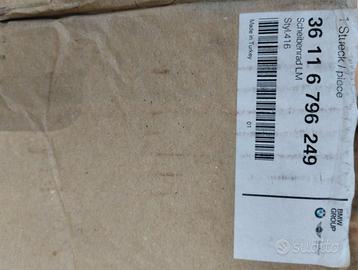 1 Stueck / piece
36 11 6 796 249
Scheibenrad LM
Styl.416
Made in Turkey
01
BMW
GROUP
subito